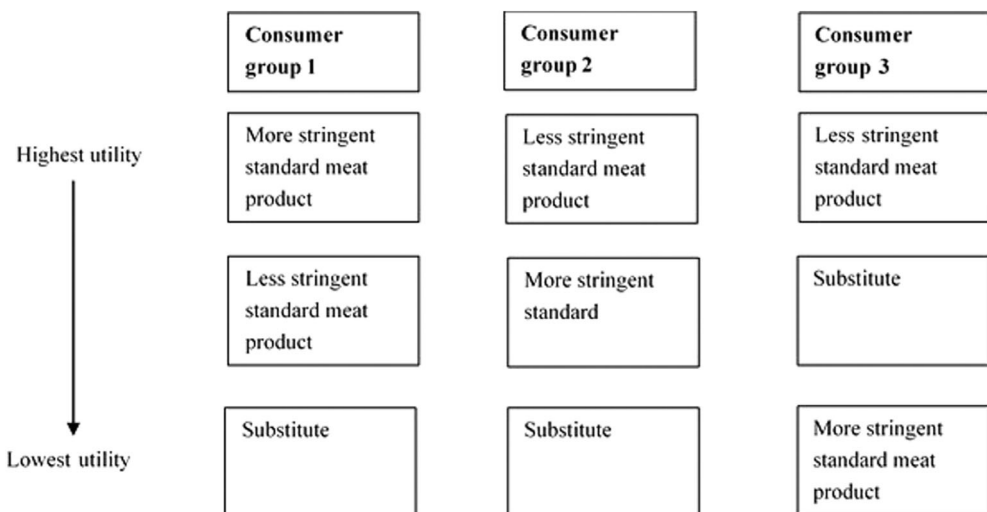 Consumer
group 1
Consumer
group 2
Consumer
group 3
Highest utility
More stringent
standard meat
product
Less stringent
standard meat
product
Less stringent
standard meat
product
Less stringent
standard meat
product
More stringent
standard
Substitute
Lowest utility
Substitute
Substitute
More stringent
standard meat
product